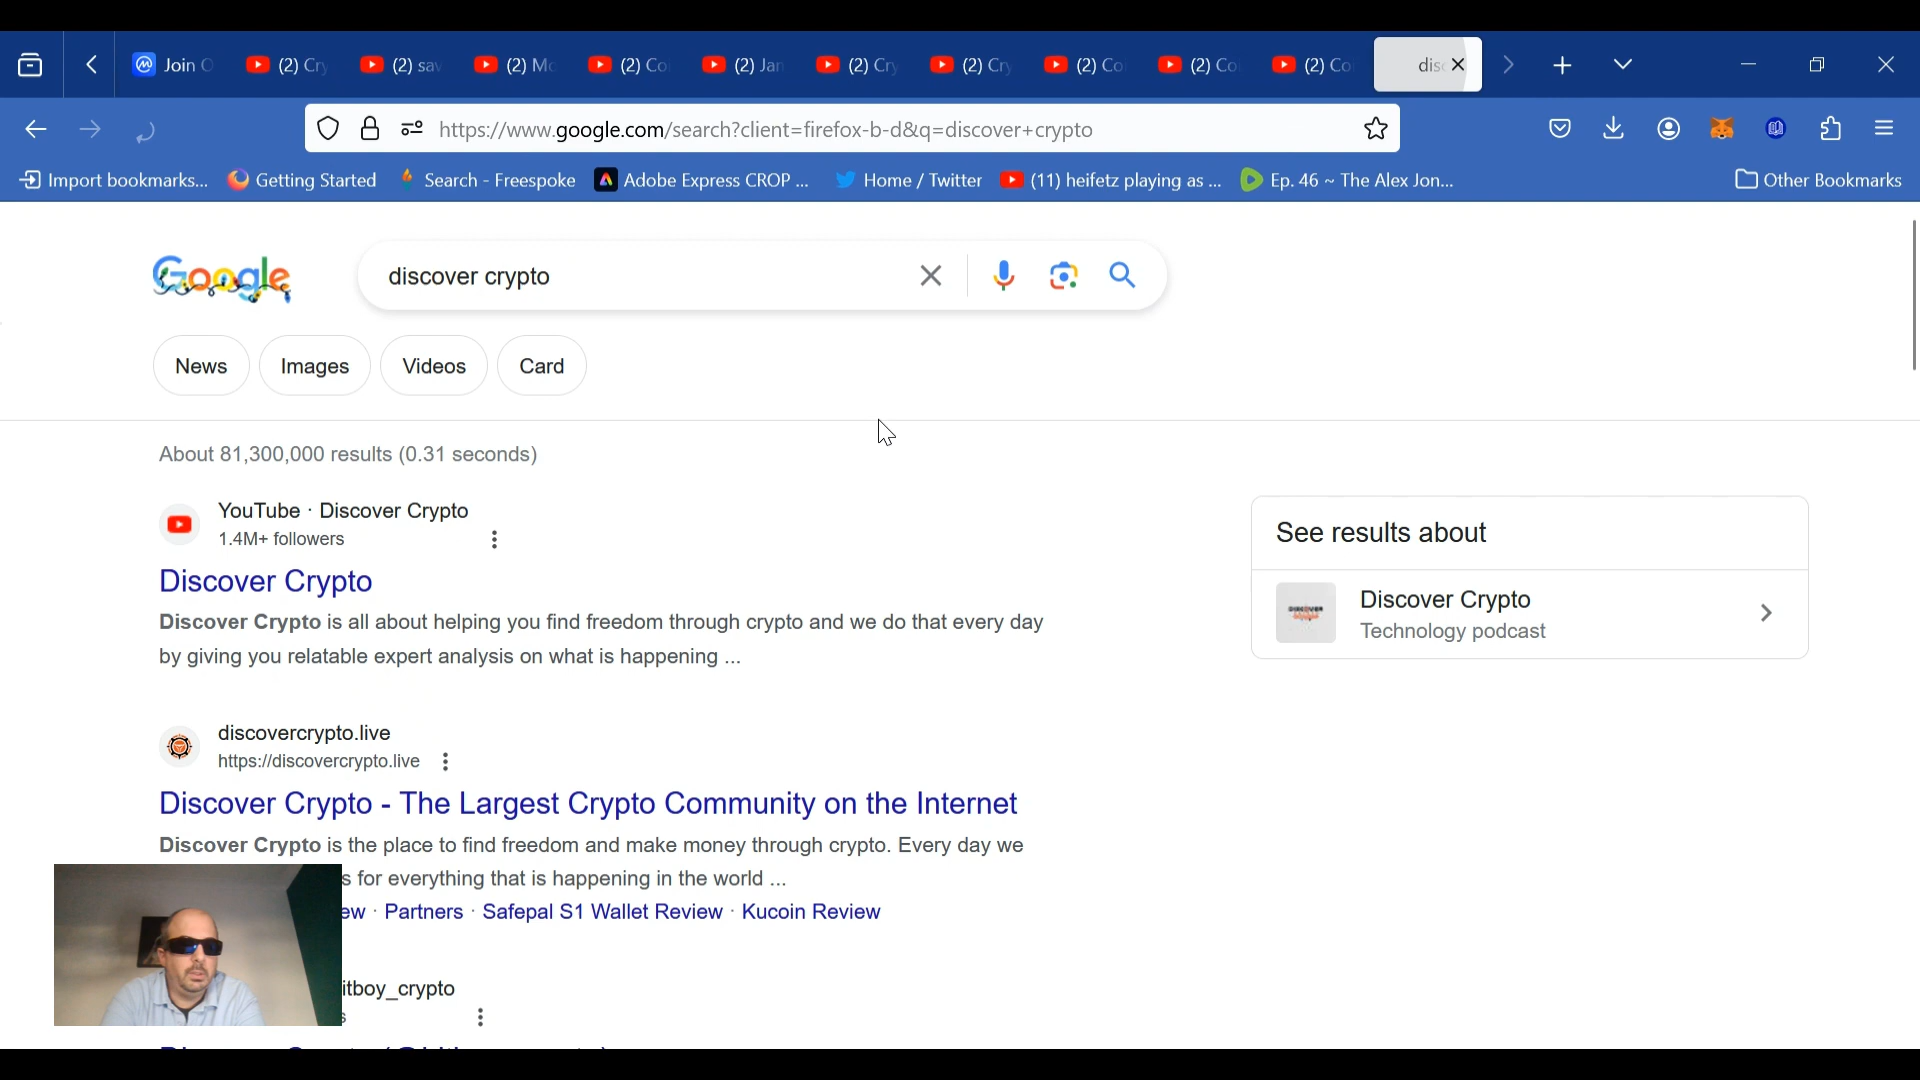 Join
(2) Cry
(2) sav
(2) Mo
(2) Co
(2) Jan
(2) Cry
(2) Cry
(2) Co
(2) Co
(2) Co
disc
https://www.google.com/search?client=firefox-b-d&q=discover+crypto
Import bookmarks...
Getting Started
Search - Freespoke
Adobe Express CROP ...
Home / Twitter
(11) heifetz playing as ...
Ep. 46 ~ The Alex Jon...
Other Bookmarks
Google
discover crypto
News
Images
Videos
Card
About 81,300,000 results (0.31 seconds)
YouTube · Discover Crypto
1.4M+ followers
Discover Crypto
Discover Crypto is all about helping you find freedom through crypto and we do that every day
by giving you relatable expert analysis on what is happening ...
See results about
Discover Crypto
Technology podcast
discovercrypto.live
https://discovercrypto.live
Discover Crypto - The Largest Crypto Community on the Internet
Discover Crypto is the place to find freedom and make money through crypto. Every day we
s for everything that is happening in the world ...
ew · Partners · Safepal S1 Wallet Review · Kucoin Review
itboy_crypto